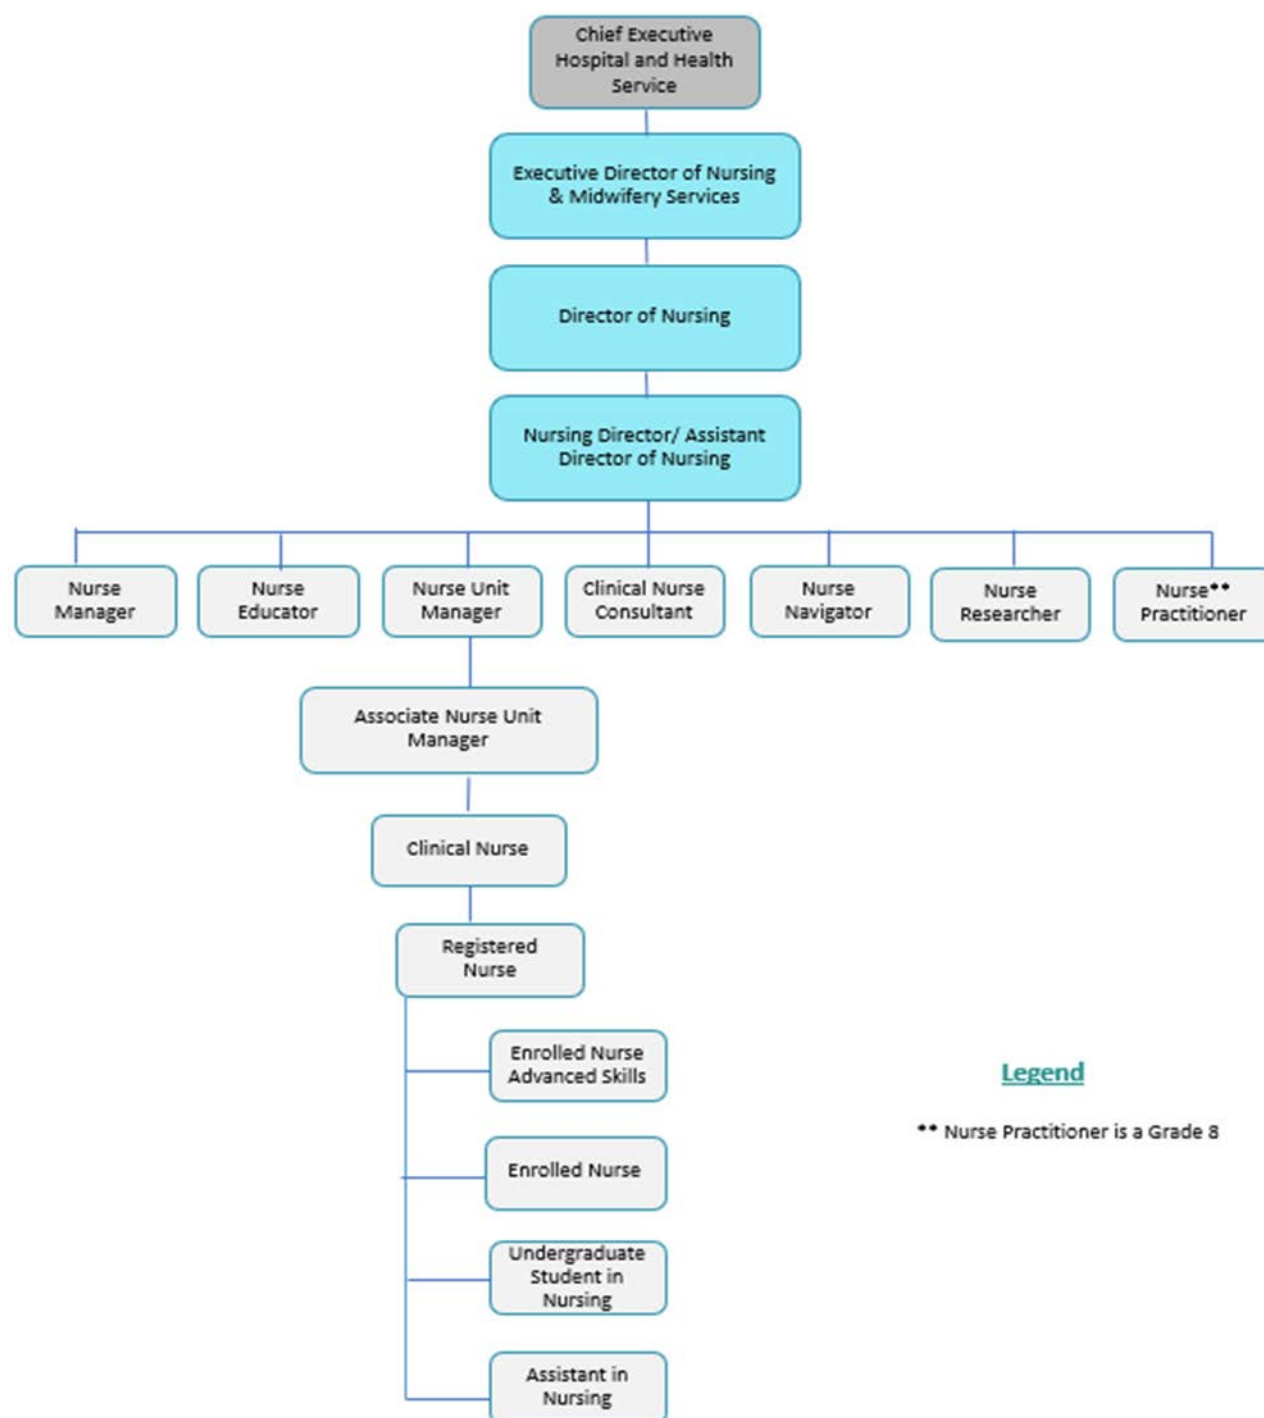 Chief Executive
Hospital and Health
Service
Executive Director of Nursing
& Midwifery Services
Director of Nursing
Nursing Director/ Assistant
Director of Nursing
Nurse
Manager
Nurse
Educator
Nurse Unit
Manager
Clinical Nurse
Consultant
Nurse
Navigator
Nurse
Researcher
Nurse**
Practitioner
Associate Nurse Unit
Manager
Clinical Nurse
Registered
Nurse
Enrolled Nurse
Advanced Skills
Enrolled Nurse
Undergraduate
Student in
Nursing
Assistant in
Nursing
Legend
** Nurse Practitioner is a Grade 8